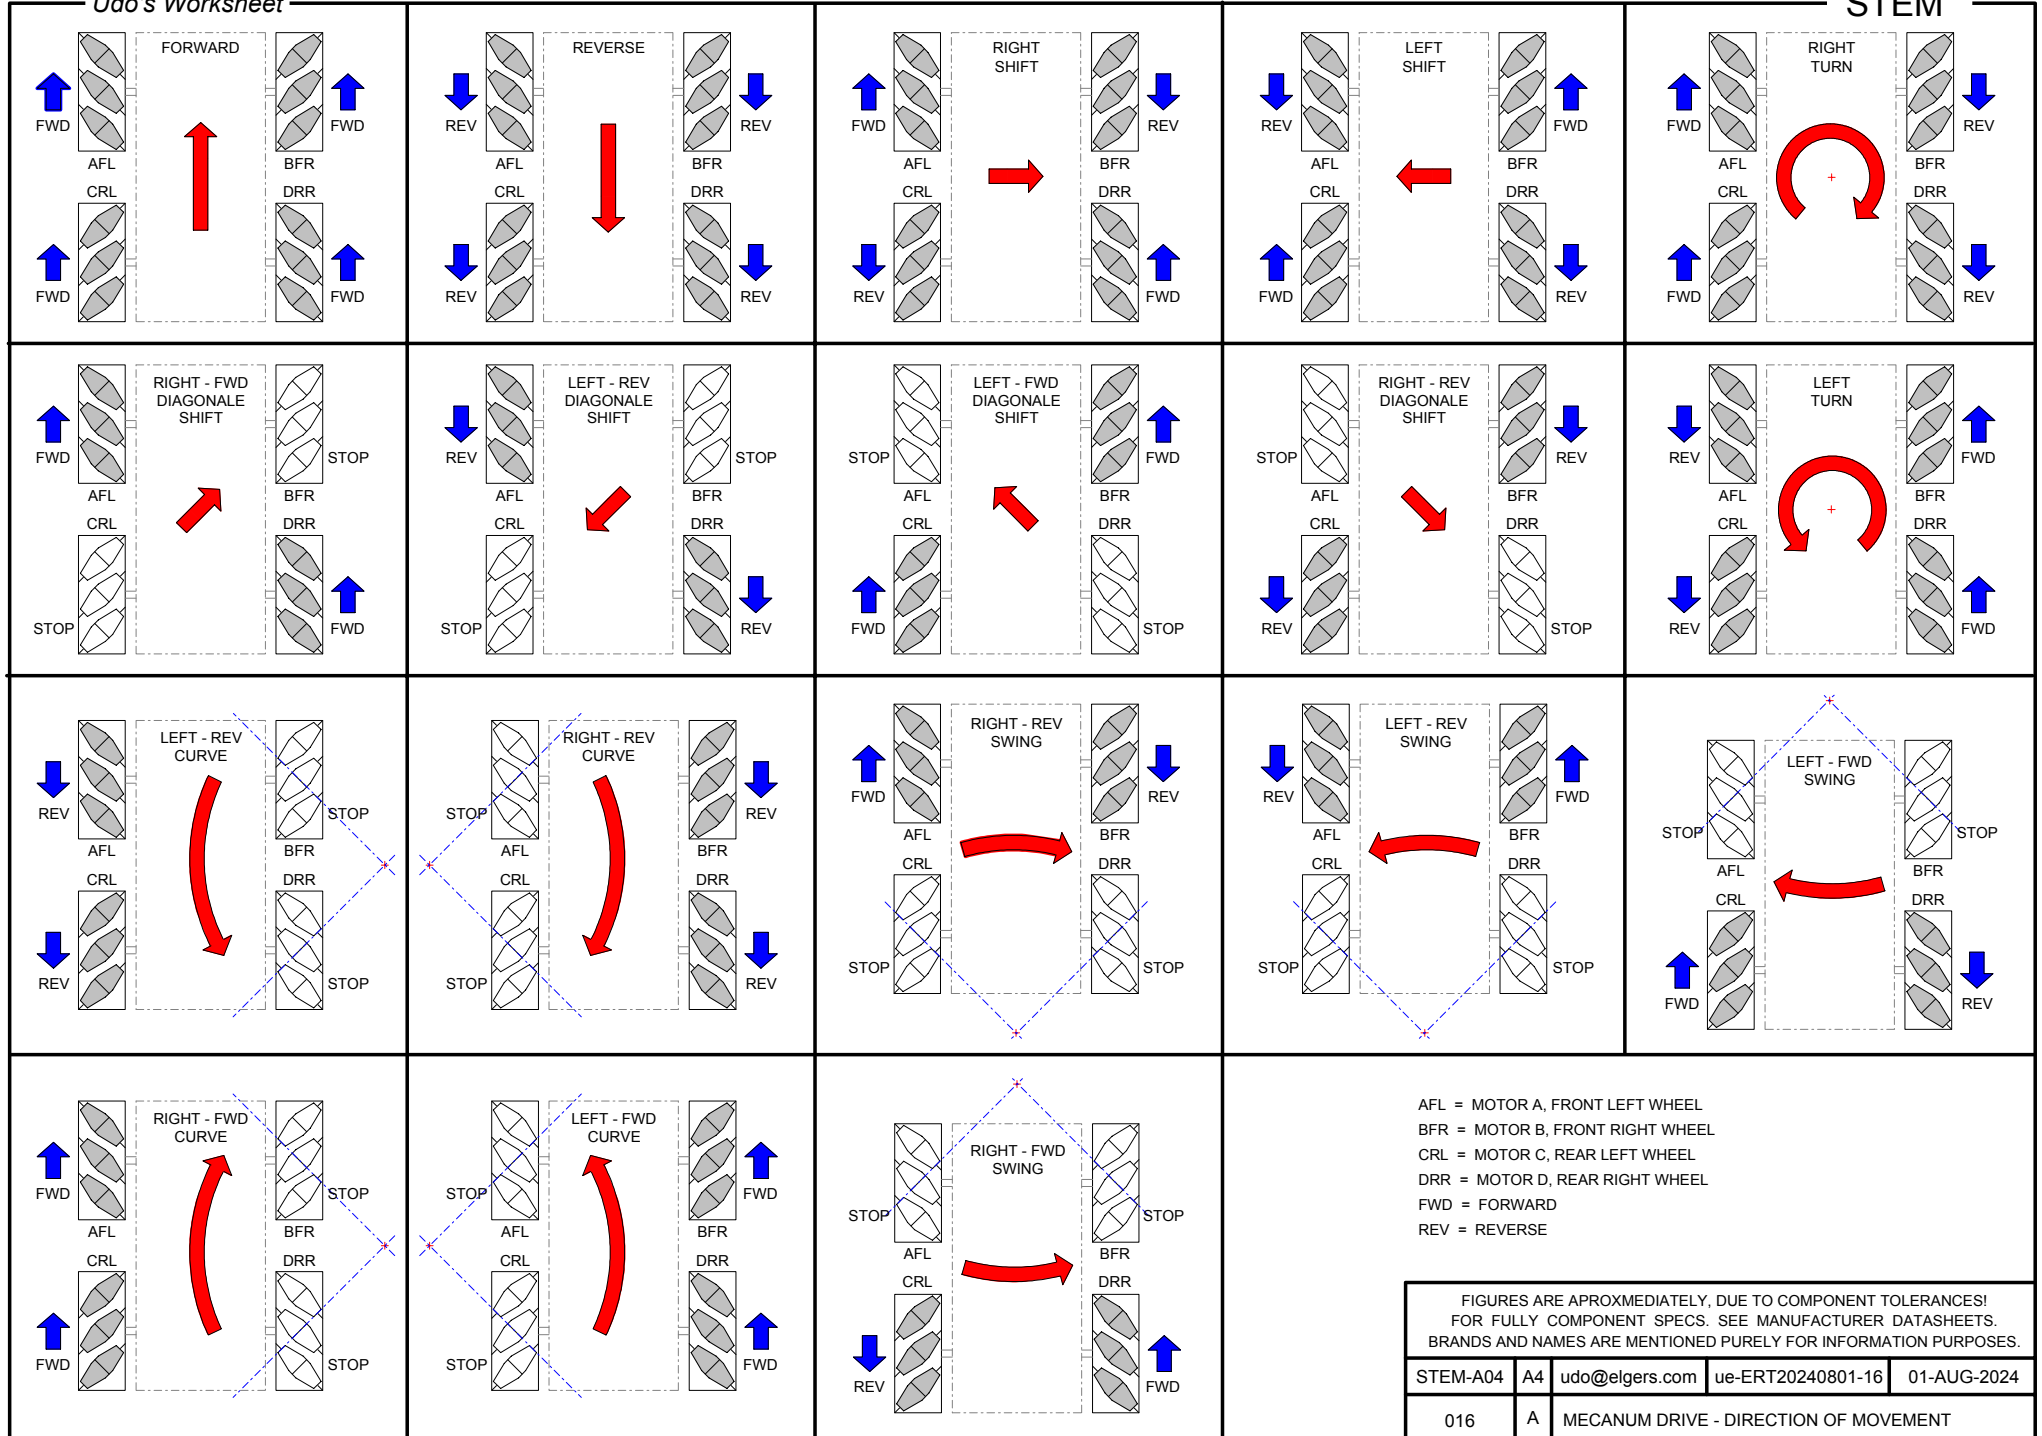 Udo's Worksheet
STEM
FORWARD
FWD
FWD
AFL
BFR
CRL
DRR
FWD
FWD
REVERSE
REV
REV
AFL
BFR
CRL
DRR
REV
REV
RIGHT
SHIFT
FWD
REV
AFL
BFR
CRL
DRR
REV
FWD
LEFT
SHIFT
REV
FWD
AFL
BFR
CRL
DRR
FWD
REV
RIGHT
TURN
FWD
REV
AFL
BFR
CRL
DRR
FWD
REV
RIGHT - FWD
DIAGONALE
SHIFT
FWD
STOP
AFL
BFR
CRL
DRR
STOP
FWD
LEFT - REV
DIAGONALE
SHIFT
REV
STOP
AFL
BFR
CRL
DRR
STOP
REV
LEFT - FWD
DIAGONALE
SHIFT
STOP
FWD
AFL
BFR
CRL
DRR
FWD
STOP
RIGHT - REV
DIAGONALE
SHIFT
STOP
REV
AFL
BFR
CRL
DRR
REV
STOP
LEFT
TURN
REV
FWD
AFL
BFR
CRL
DRR
REV
FWD
LEFT - REV
CURVE
REV
STOP
AFL
BFR
CRL
DRR
REV
STOP
RIGHT - REV
CURVE
STOP
REV
AFL
BFR
CRL
DRR
STOP
REV
RIGHT - REV
SWING
FWD
REV
AFL
BFR
CRL
DRR
STOP
STOP
LEFT - REV
SWING
REV
FWD
AFL
BFR
CRL
DRR
STOP
STOP
LEFT - FWD
SWING
STOP
STOP
AFL
BFR
CRL
DRR
FWD
REV
RIGHT - FWD
CURVE
FWD
STOP
AFL
BFR
CRL
DRR
FWD
STOP
LEFT - FWD
CURVE
STOP
FWD
AFL
BFR
CRL
DRR
STOP
FWD
RIGHT - FWD
SWING
STOP
STOP
AFL
BFR
CRL
DRR
REV
FWD
AFL = MOTOR A, FRONT LEFT WHEEL
BFR = MOTOR B, FRONT RIGHT WHEEL
CRL = MOTOR C, REAR LEFT WHEEL
DRR = MOTOR D, REAR RIGHT WHEEL
FWD = FORWARD
REV = REVERSE
FIGURES ARE APROXMEDIATELY, DUE TO COMPONENT TOLERANCES!
FOR FULLY COMPONENT SPECS. SEE MANUFACTURER DATASHEETS.
BRANDS AND NAMES ARE MENTIONED PURELY FOR INFORMATION PURPOSES.
STEM-A04 A4 udo@elgers.com ue-ERT20240801-16 01-AUG-2024
016 A MECANUM DRIVE - DIRECTION OF MOVEMENT